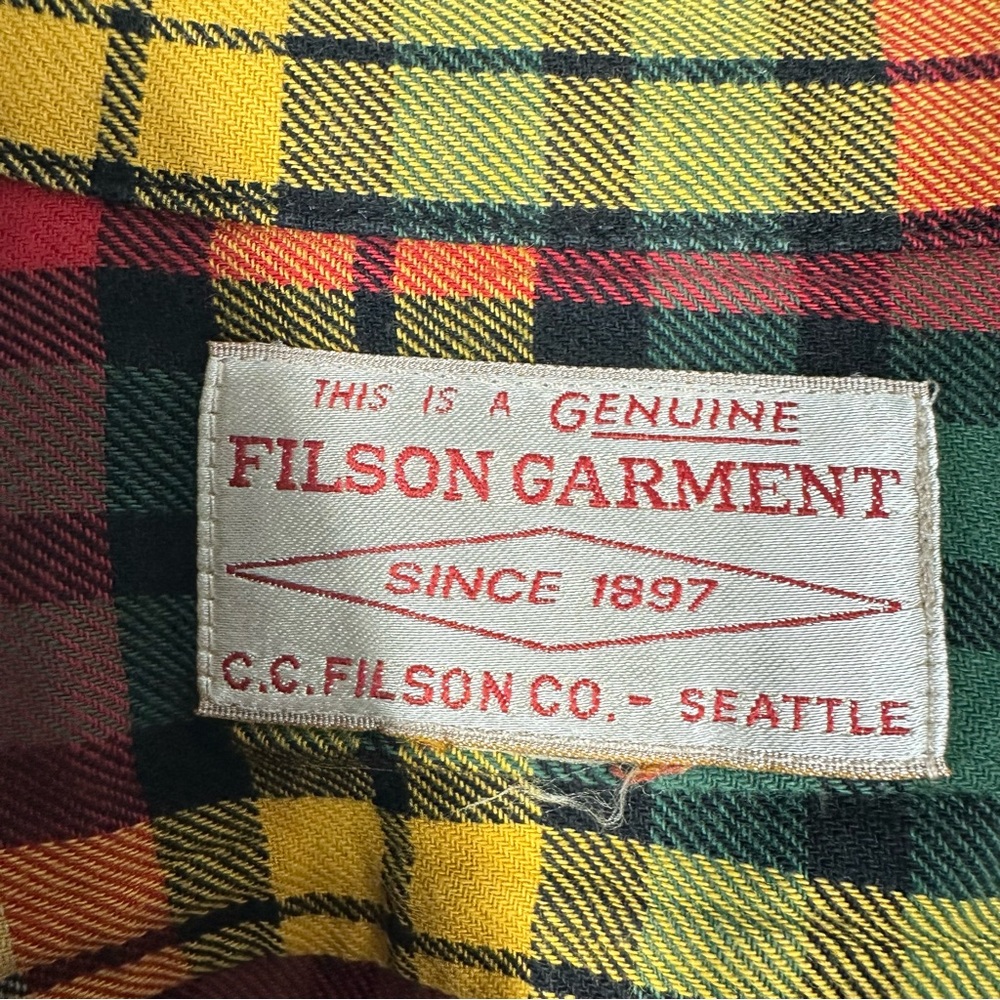 THIS IS A GENUINE
FILSON GARMENT
SINCE 1897
C.C.FILSON CO. - SEATTLE